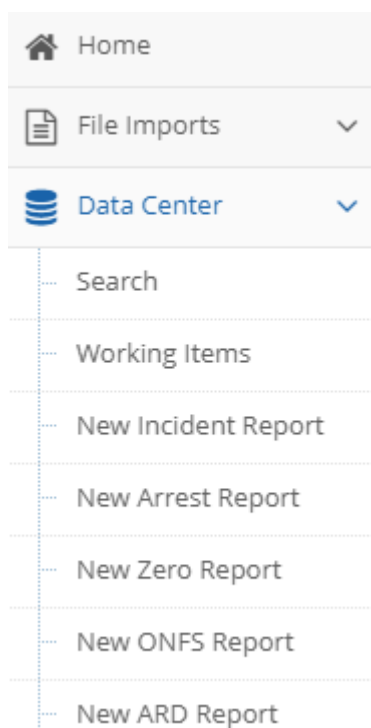 Home
File Imports
Data Center
Search
Working Items
New Incident Report
New Arrest Report
New Zero Report
New ONFS Report
New ARD Report